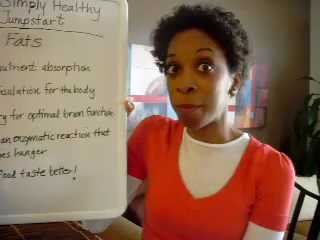 Simply Healthy
Jumpstart
Fats
nutrient absorption
insulation for the body
for optimal brain function
an enzymatic reaction that
hunger
Food taste better!